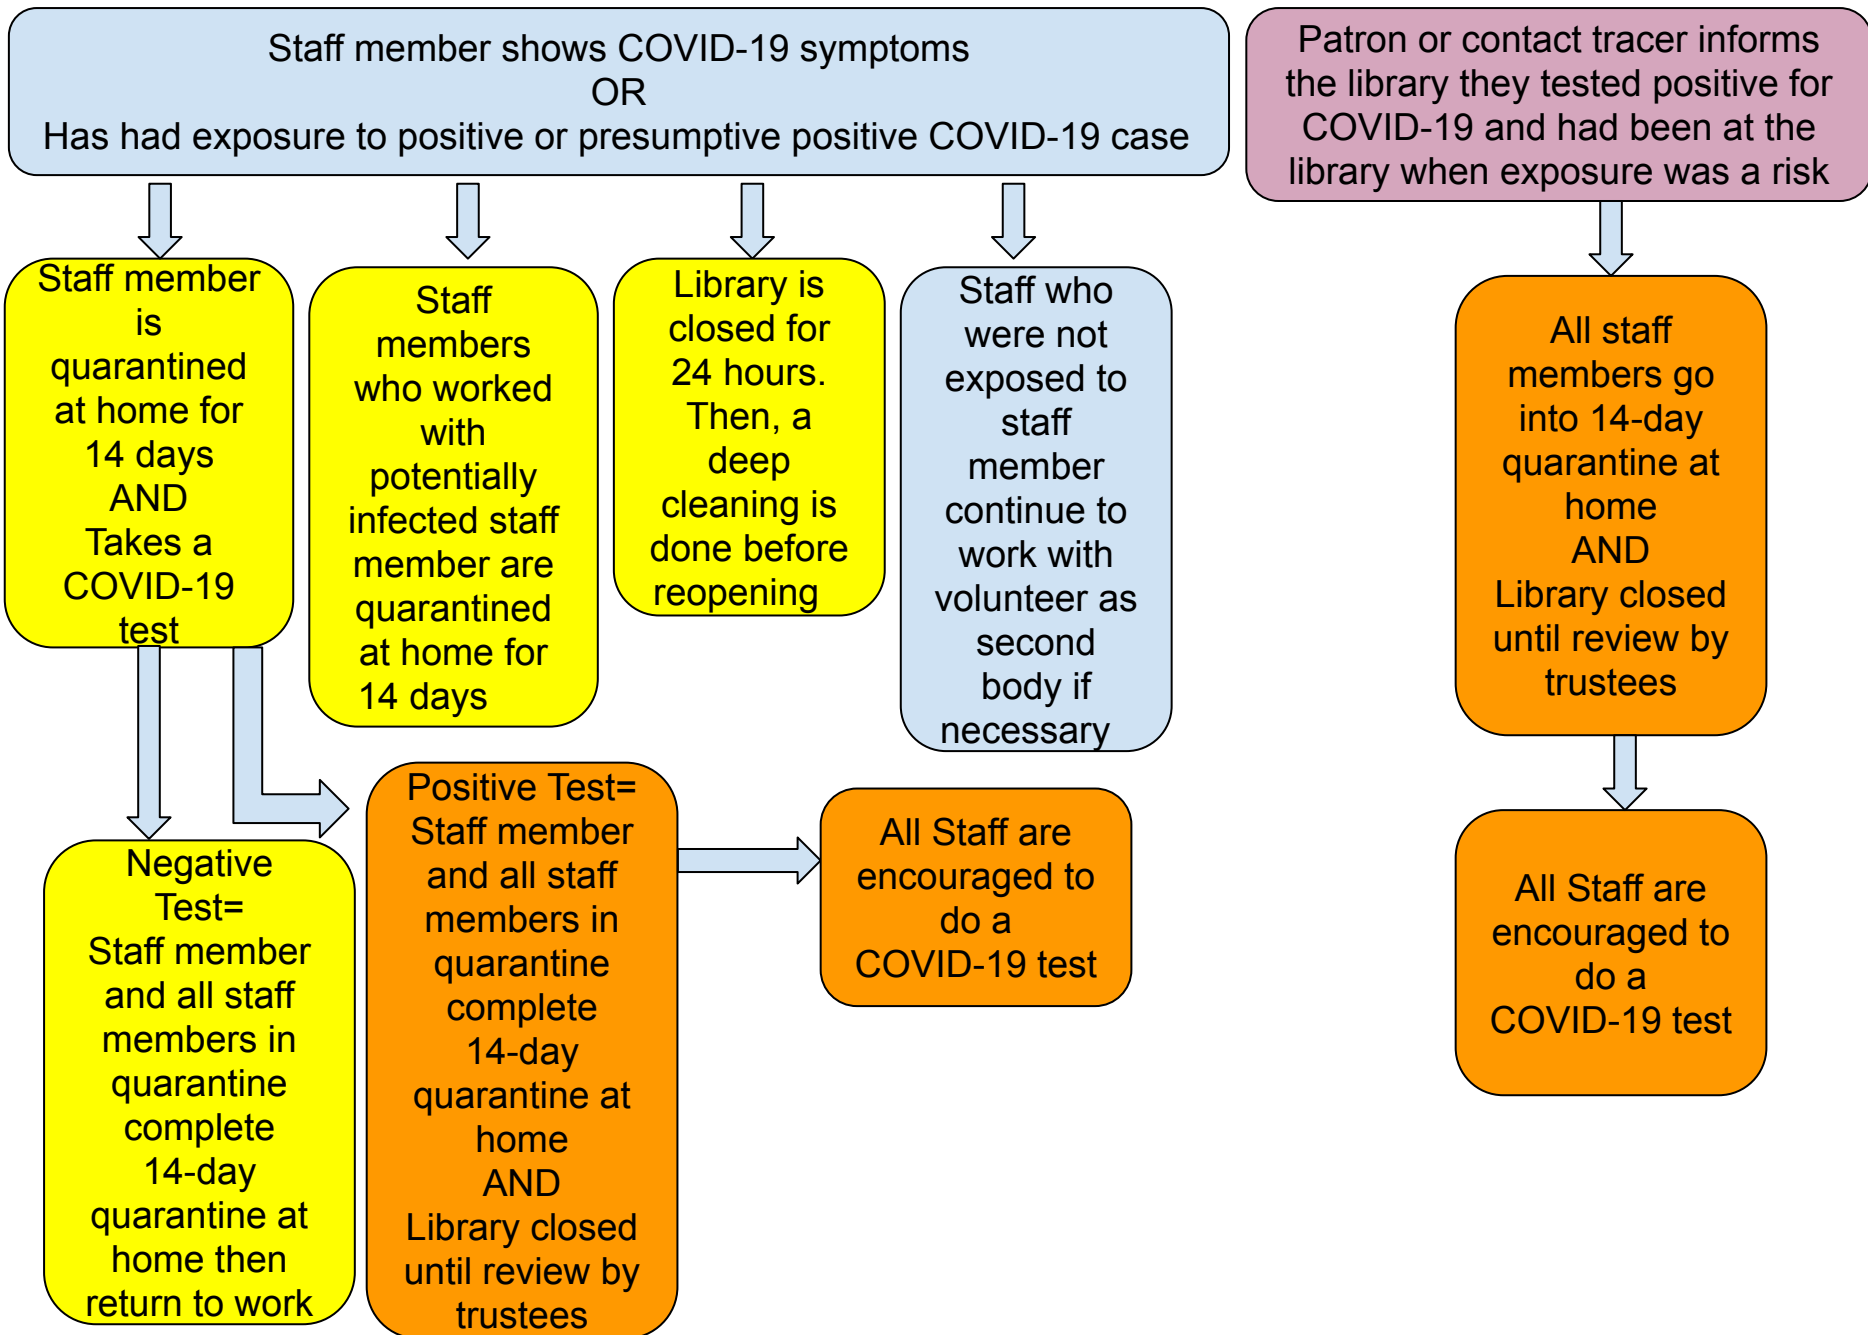 Staff member shows COVID-19 symptoms
OR
Has had exposure to positive or presumptive positive COVID-19 case
Patron or contact tracer informs
the library they tested positive for
COVID-19 and had been at the
library when exposure was a risk
Staff member
is
quarantined
at home for
14 days
AND
Takes a
COVID-19
test
Staff
members
who worked
with
potentially
infected staff
member are
quarantined
at home for
14 days
Library is
closed for
24 hours.
Then, a
deep
cleaning is
done before
reopening
Staff who
were not
exposed to
staff
member
continue to
work with
volunteer as
second
body if
necessary
All staff
members go
into 14-day
quarantine at
home
AND
Library closed
until review by
trustees
Negative
Test=
Staff member
and all staff
members in
quarantine
complete
14-day
quarantine at
home then
return to work
Positive Test=
Staff member
and all staff
members in
quarantine
complete
14-day
quarantine at
home
AND
Library closed
until review by
trustees
All Staff are
encouraged to
do a
COVID-19 test
All Staff are
encouraged to
do a
COVID-19 test